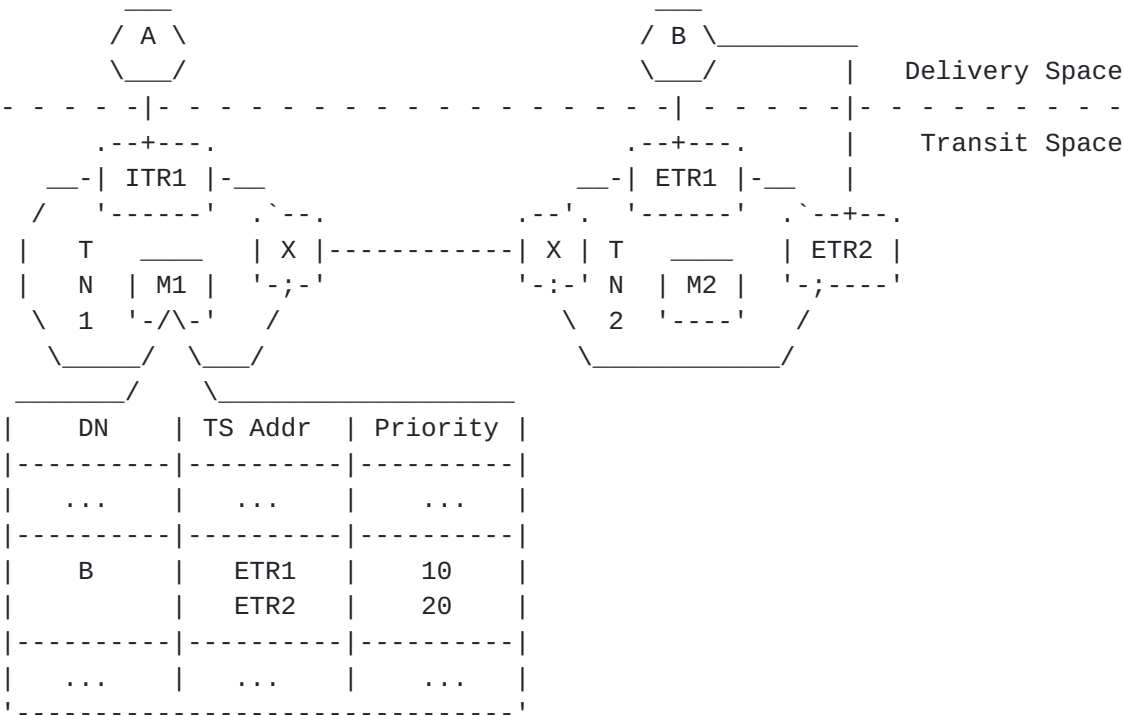 A B
Delivery Space
Transit Space
ITR1 ETR1
T X X T ETR2
N M1 N M2
1 2
DN TS Addr Priority
... ... ...
B ETR1 10
ETR2 20
... ... ...